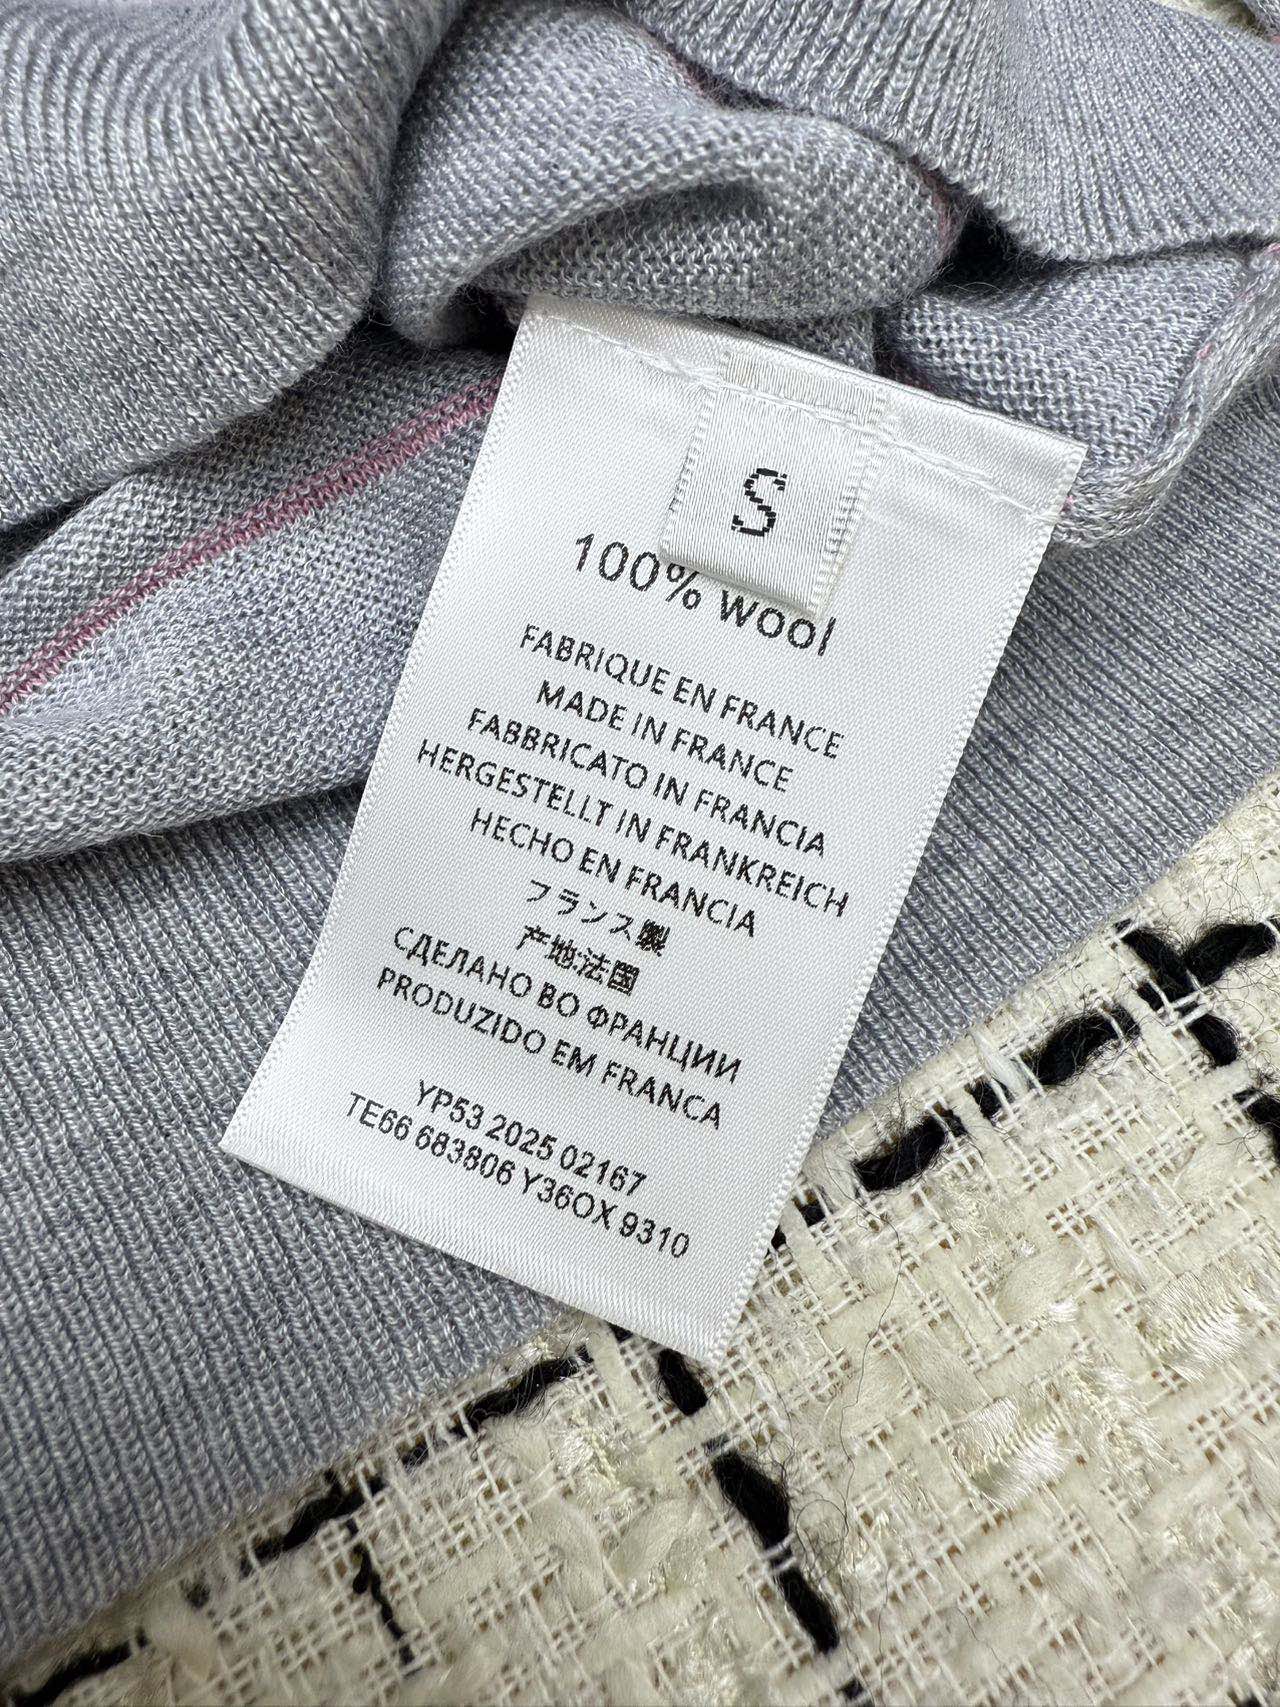 S
100% wool
FABRIQUE EN FRANCE
MADE IN FRANCE
FABBRICATO IN FRANCIA
HERGESTELLT IN FRANKREICH
HECHO EN FRANCIA
フランス製
产地法国
СДЕЛАНО ВО ФРАНЦИИ
PRODUZIDO EM FRANCA
YP53 2025 02167
TE66 683806 Y36OX 9310